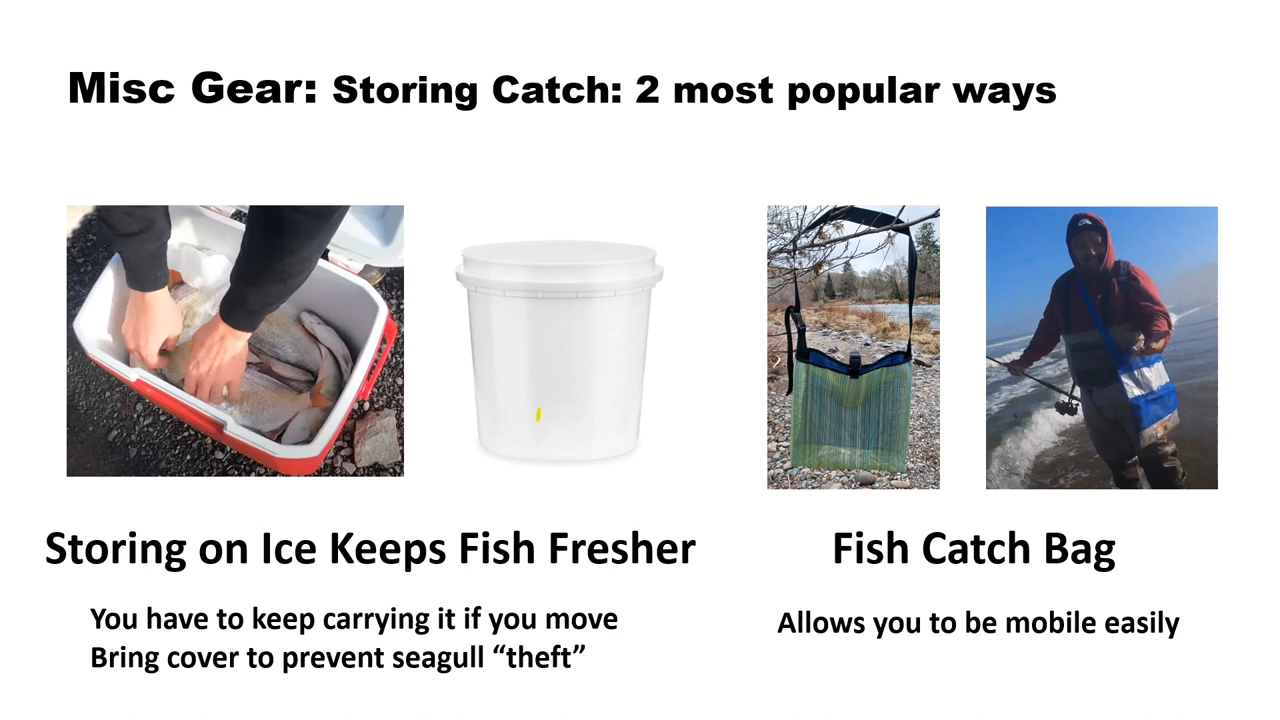 Misc Gear: Storing Catch: 2 most popular ways
Storing on Ice Keeps Fish Fresher
You have to keep carrying it if you move
Bring cover to prevent seagull “theft”
Fish Catch Bag
Allows you to be mobile easily